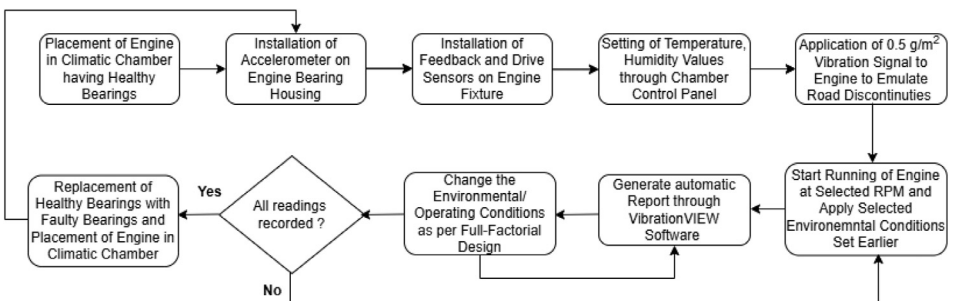 Placement of Engine
in Climatic Chamber
having Healthy
Bearings
Installation of
Accelerometer on
Engine Bearing
Housing
Installation of
Feedback and Drive
Sensors on Engine
Fixture
Setting of Temperature,
Humidity Values
through Chamber
Control Panel
Application of 0.5 g/m²
Vibration Signal to
Engine to Emulate
Road Discontinuties
Start Running of Engine
at Selected RPM and
Apply Selected
Environemntal Conditions
Set Earlier
Generate automatic
Report through
VibrationVIEW
Software
Change the
Environmental/
Operating Conditions
as per Full-Factorial
Design
All readings
recorded ?
Yes
No
Replacement of
Healthy Bearings with
Faulty Bearings and
Placement of Engine in
Climatic Chamber